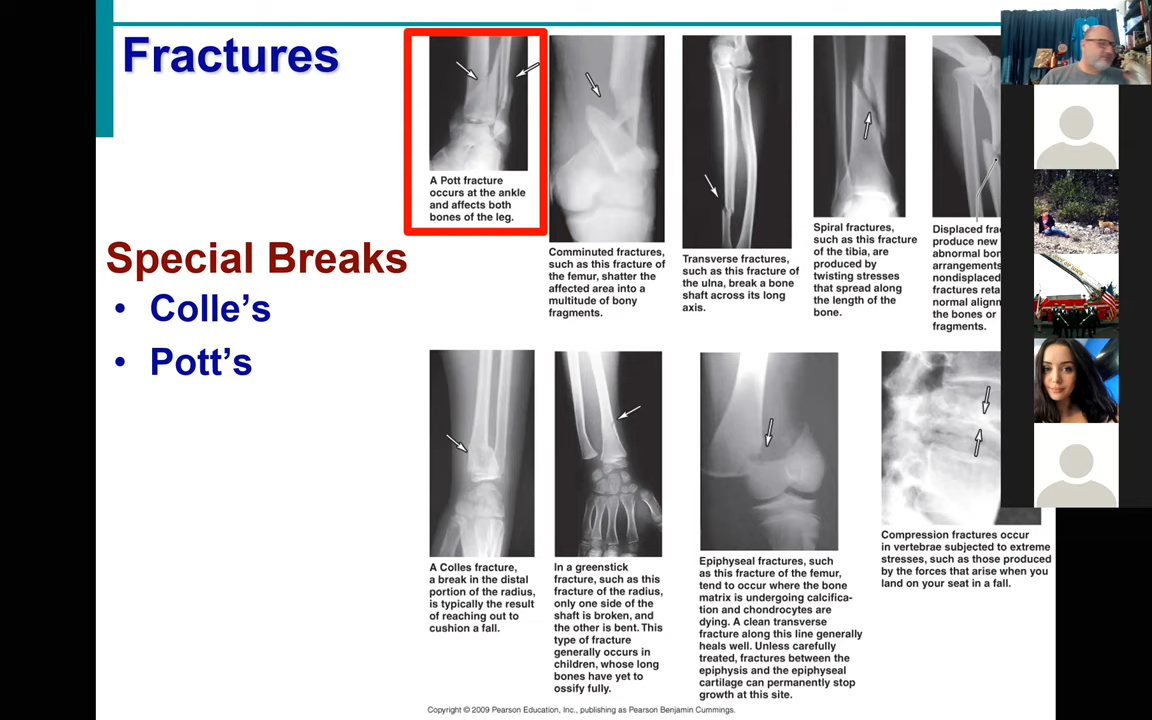 Fractures
Special Breaks
• Colle's
• Pott's
A Pott fracture
occurs at the ankle
and affects both
bones of the leg.
Comminuted fractures,
such as this fracture of
the femur, shatter the
affected area into a
multitude of bony
fragments.
Transverse fractures,
such as this fracture of
the ulna, break a bone
shaft across its long
axis.
Spiral fractures,
such as this fracture
of the tibia, are
produced by
twisting stresses
that spread along
the length of the
bone.
Displaced fra
produce new
abnormal bon
arrangements
nondisplaced
fractures reta
normal alignm
the bones or
fragments.
A Colles fracture,
a break in the distal
portion of the radius,
is typically the result
of reaching out to
cushion a fall.
In a greenstick
fracture, such as this
fracture of the radius,
only one side of the
shaft is broken, and
the other is bent. This
type of fracture
generally occurs in
children, whose long
bones have yet to
ossify fully.
Epiphyseal fractures, such
as this fracture of the femur,
tend to occur where the bone
matrix is undergoing calcifica-
tion and chondrocytes are
dying. A clean transverse
fracture along this line generally
heals well. Unless carefully
treated, fractures between the
epiphysis and the epiphyseal
cartilage can permanently stop
growth at this site.
Compression fractures occur
in vertebrae subjected to extreme
stresses, such as those produced
by the forces that arise when you
land on your seat in a fall.
Copyright © 2009 Pearson Education, Inc., publishing as Pearson Benjamin Cummings.